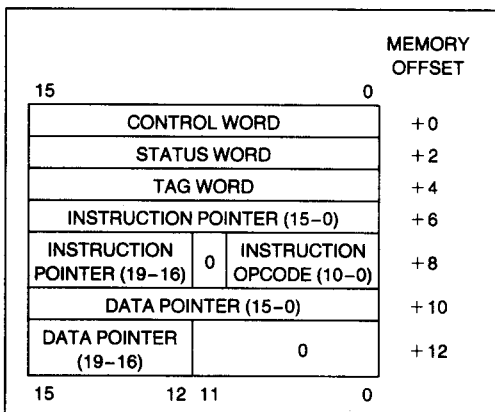 MEMORY
OFFSET
15 0
CONTROL WORD +0
STATUS WORD +2
TAG WORD +4
INSTRUCTION POINTER (15–0) +6
INSTRUCTION POINTER (19–16) 0 INSTRUCTION OPCODE (10–0) +8
DATA POINTER (15–0) +10
DATA POINTER (19–16) 0 +12
15 12 11 0